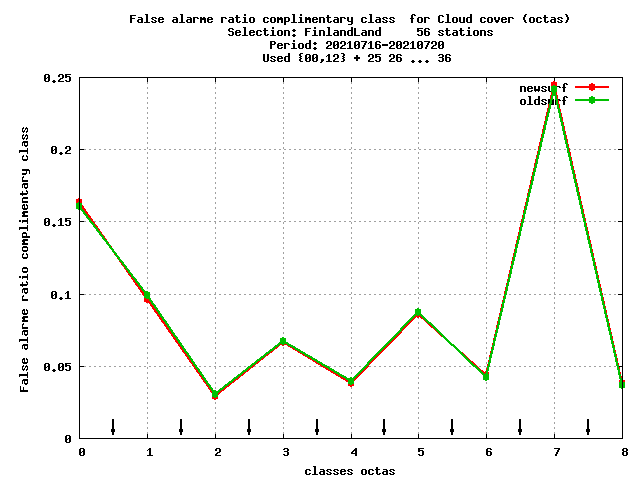 False alarme ratio complimentary class  for Cloud cover (octas)
Selection: FinlandLand     56 stations
Period: 20210716-20210720
Used {00,12} + 25 26 ... 36
newsurf
oldsurf
False alarme ratio complimentary class
0.25
0.2
0.15
0.1
0.05
0
0 1 2 3 4 5 6 7 8
classes octas